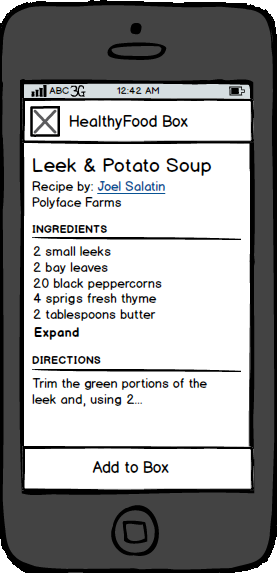 ABC 3G 12:42 AM
HealthyFood Box
Leek & Potato Soup
Recipe by: Joel Salatin
Polyface Farms
INGREDIENTS
2 small leeks
2 bay leaves
20 black peppercorns
4 sprigs fresh thyme
2 tablespoons butter
Expand
DIRECTIONS
Trim the green portions of the
leek and, using 2...
Add to Box